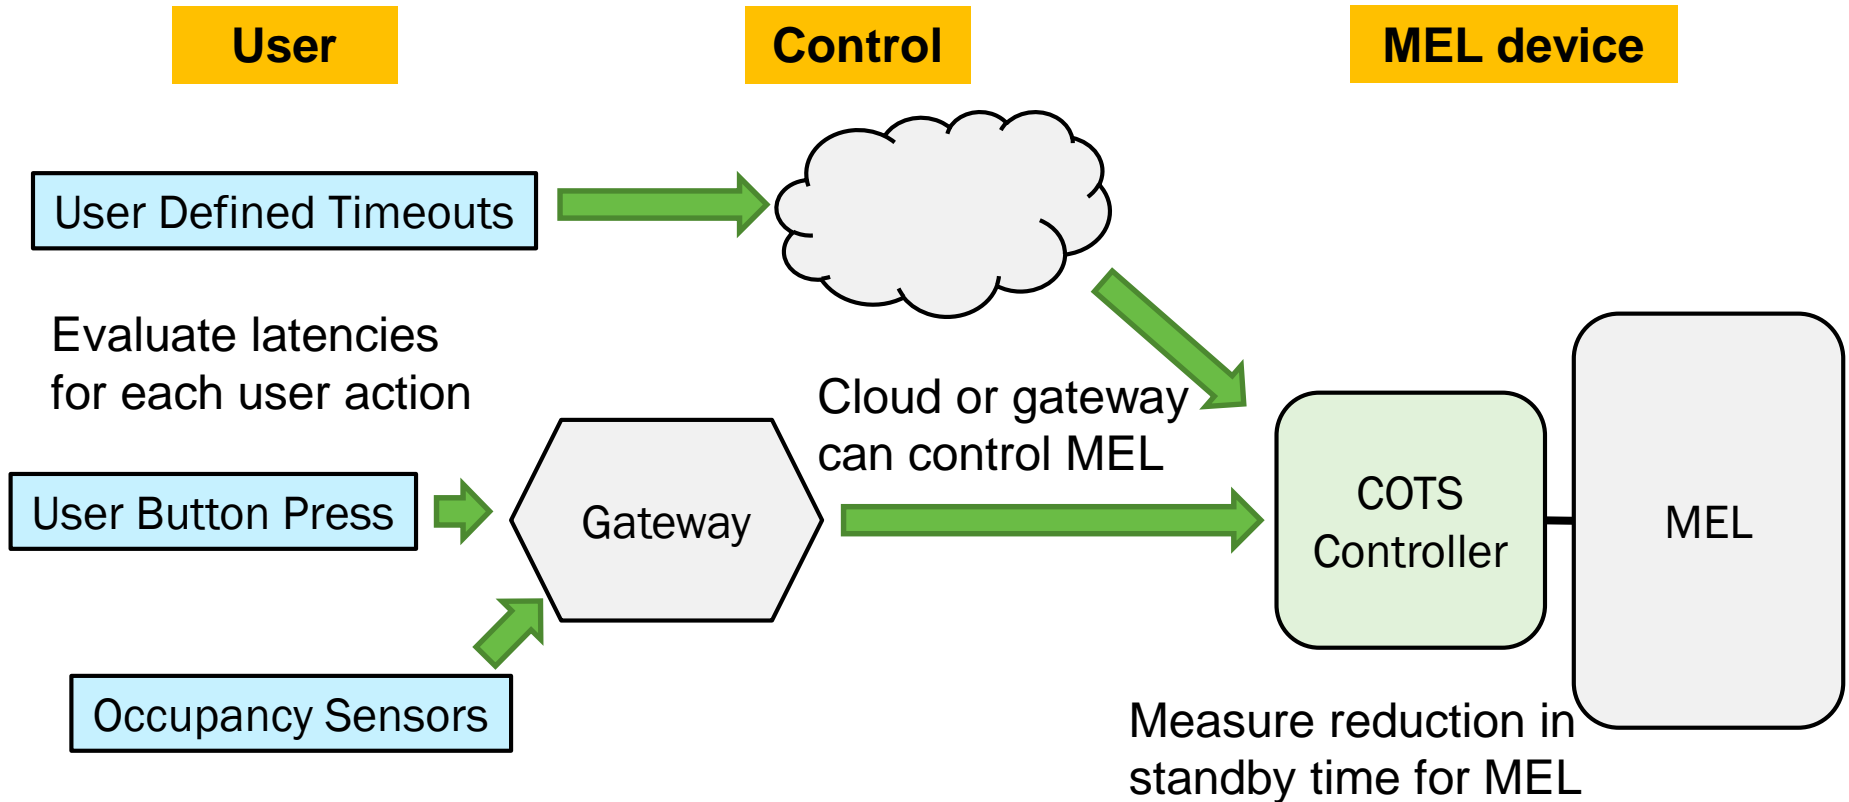 User
Control
MEL device
User Defined Timeouts
Evaluate latencies
for each user action
Cloud or gateway
can control MEL
User Button Press
Gateway
COTS
Controller
MEL
Occupancy Sensors
Measure reduction in
standby time for MEL